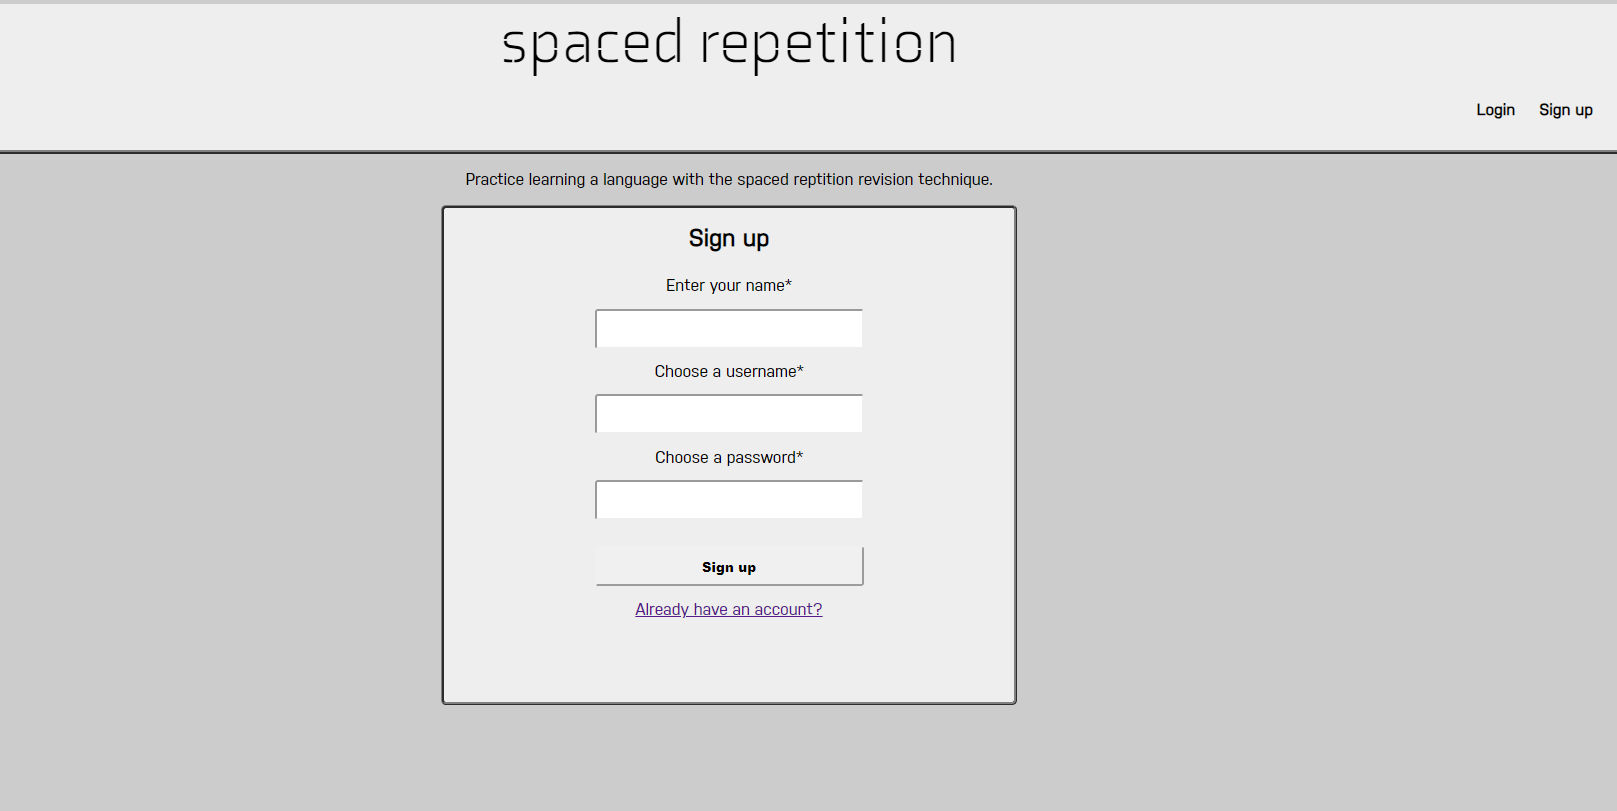 spaced repetition
Login Sign up
Practice learning a language with the spaced reptition revision technique.
Sign up
Enter your name*
Choose a username*
Choose a password*
Sign up
Already have an account?